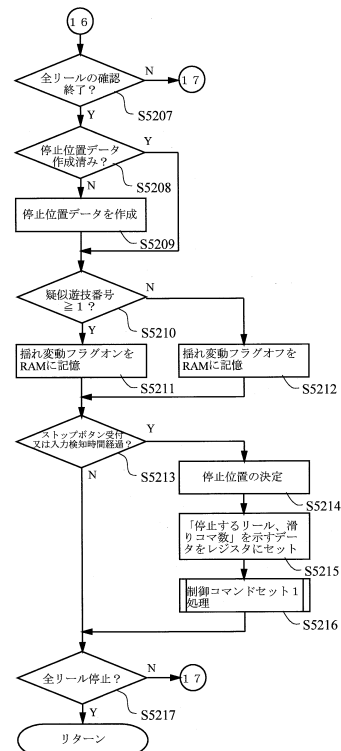 １６
全リールの確認
終了？
N
１７
S5207
Y
停止位置データ
作成済み？
Y
S5208
N
停止位置データを作成
S5209
疑似遊技番号
≧１？
N
S5210
Y
揺れ変動フラグオンを
RAMに記憶
S5211
揺れ変動フラグオフを
RAMに記憶
S5212
ストップボタン受付
又は入力検知時間経過？
Y
S5213
N
停止位置の決定
S5214
「停止するリール、滑
りコマ数」を示すデー
タをレジスタにセット
S5215
制御コマンドセット１
処理
S5216
全リール停止？
N
１７
S5217
Y
リターン